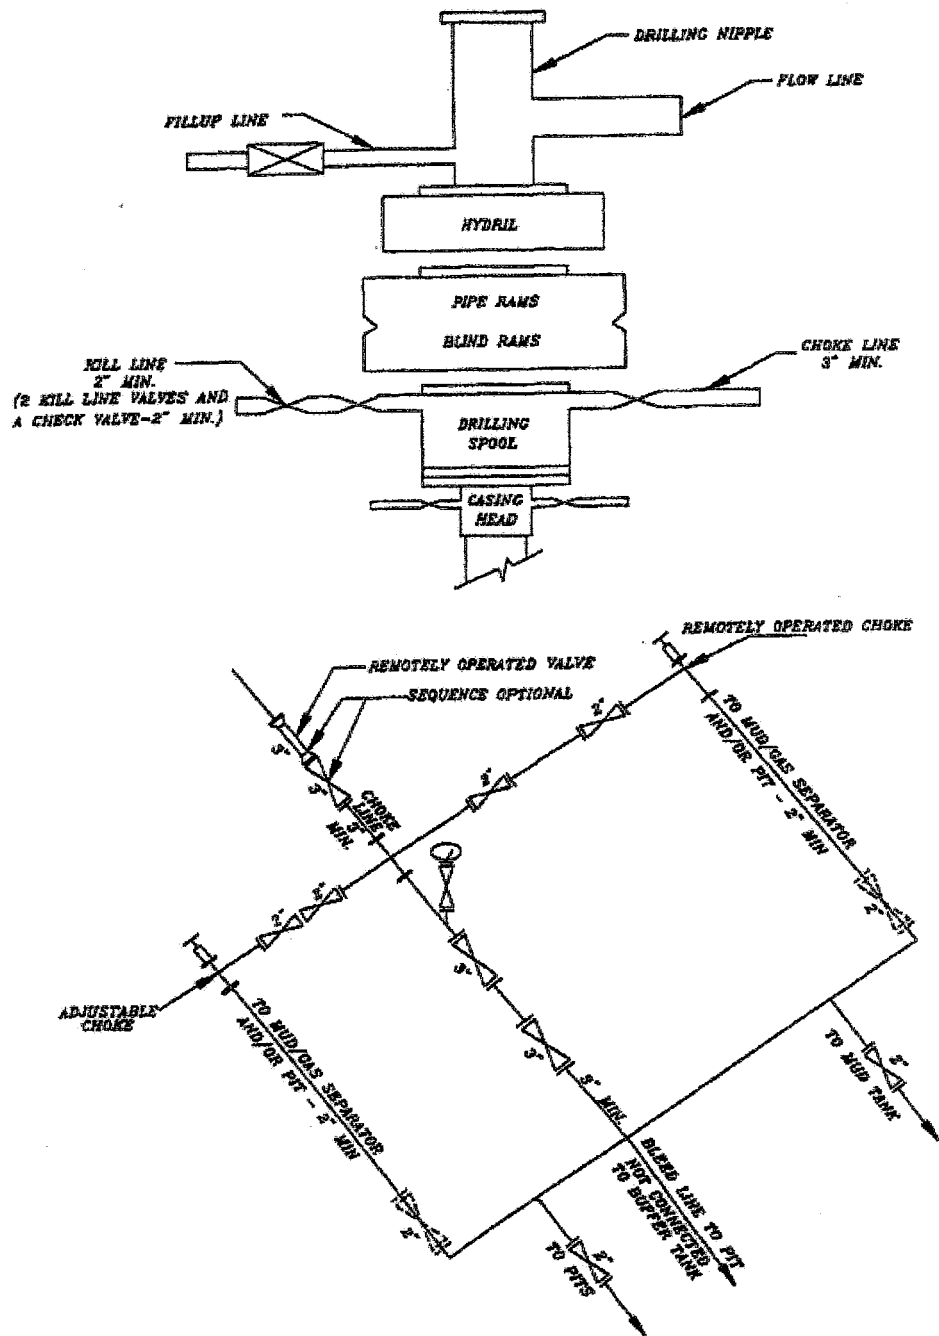 DRILLING NIPPLE
FLOW LINE
FILLUP LINE
HYDRIL
PIPE RAMS
BLIND RAMS
KILL LINE
2" MIN.
(2 KILL LINE VALVES AND
A CHECK VALVE-2" MIN.)
CHOKE LINE
3" MIN.
DRILLING
SPOOL
CASING
HEAD
REMOTELY OPERATED CHOKE
REMOTELY OPERATED VALVE
SEQUENCE OPTIONAL
3"
3"
CHOKE
LINE
3"
MIN.
2"
2"
2"
2"
TO MUD/GAS SEPARATOR
AND/OR PIT - 2" MIN
2"
ADJUSTABLE
CHOKE
TO MUD/GAS SEPARATOR
AND/OR PIT - 2" MIN
2"
3"
3"
3" MIN.
2"
TO MUD TANK
BLEED LINE TO PIT
NOT CONNECTED
TO BUFFER TANK
2"
TO PITS